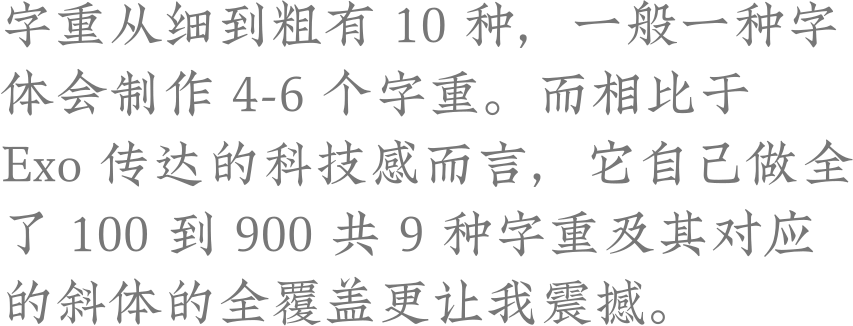 字重从细到粗有 10 种，一般一种字
体会制作 4-6 个字重。而相比于
Exo 传达的科技感而言，它自己做全
了 100 到 900 共 9 种字重及其对应
的斜体的全覆盖更让我震撼。